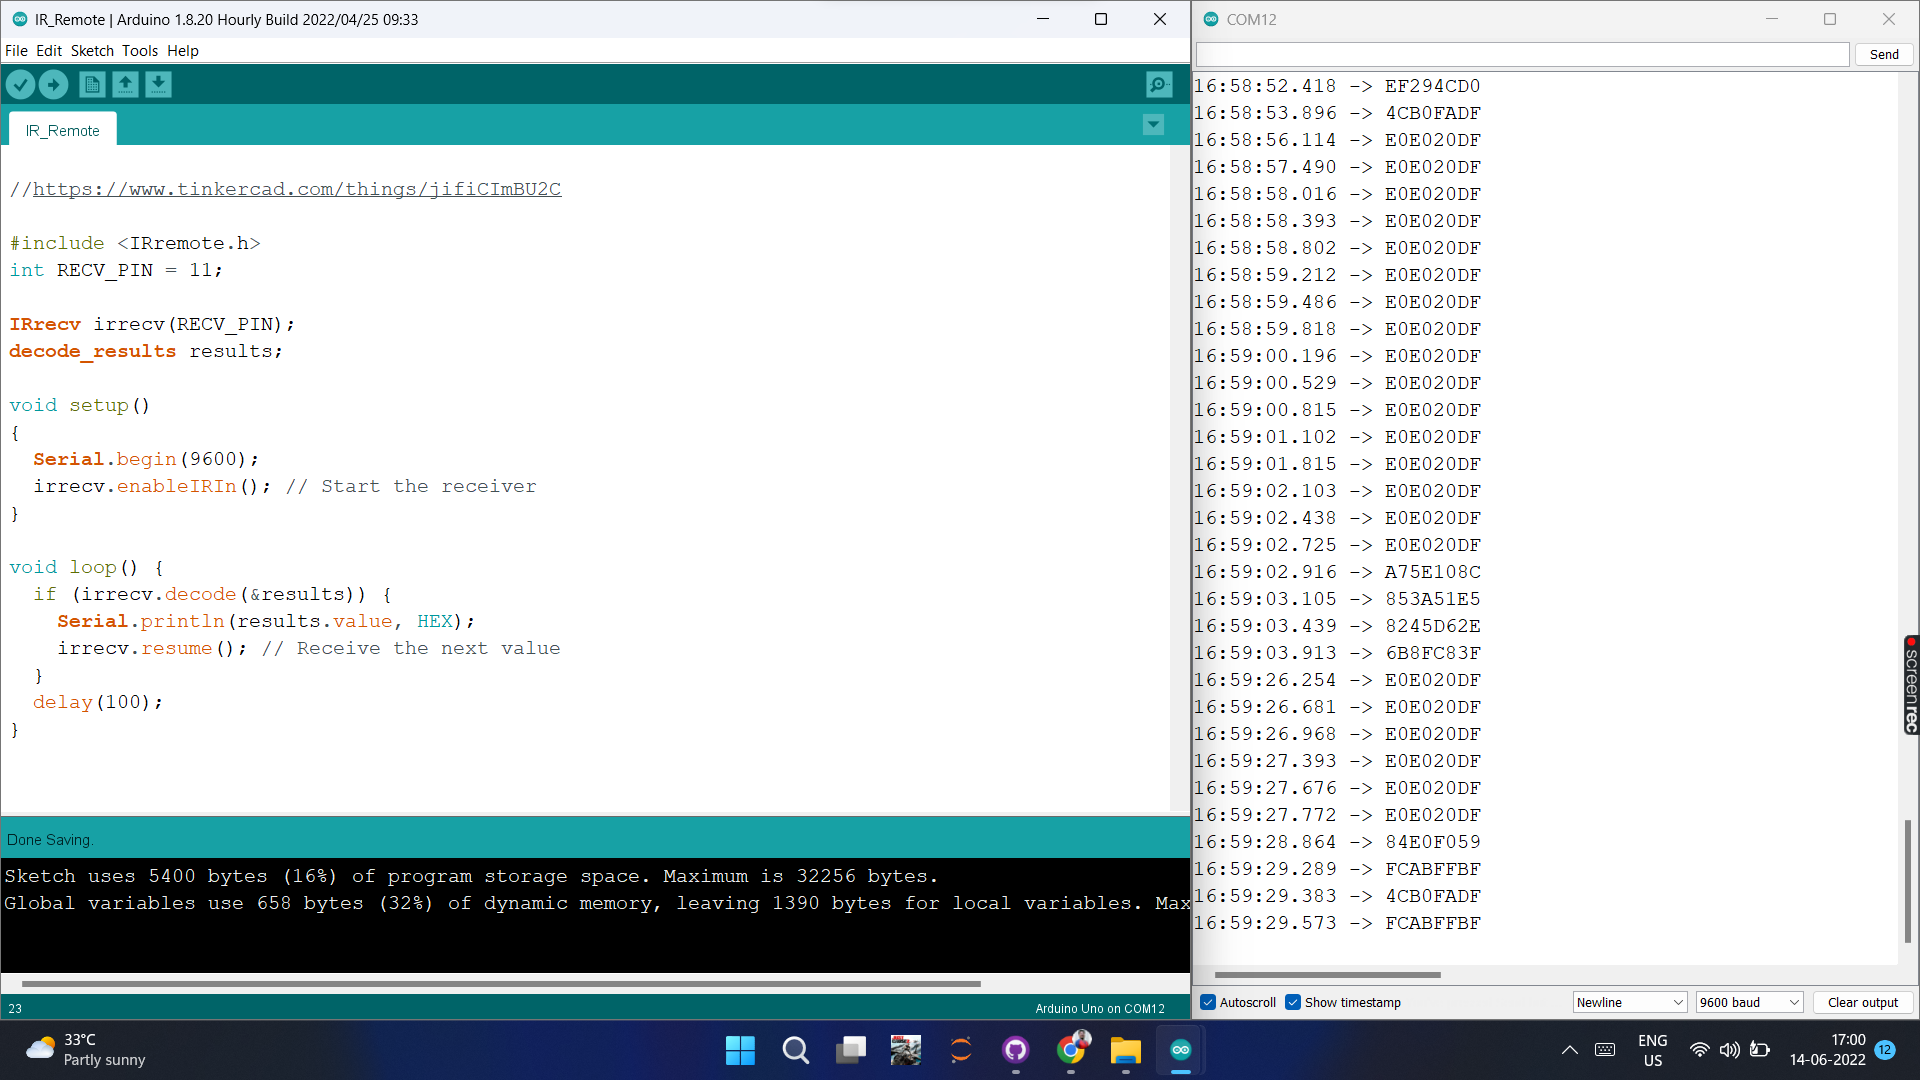 IR_Remote | Arduino 1.8.20 Hourly Build 2022/04/25 09:33
File Edit Sketch Tools Help
IR_Remote
//https://www.tinkercad.com/things/jifiCImBU2C
#include <IRremote.h>
int RECV_PIN = 11;
IRrecv irrecv(RECV_PIN);
decode_results results;
void setup()
{
Serial.begin(9600);
irrecv.enableIRIn(); // Start the receiver
}
void loop() {
if (irrecv.decode(&results)) {
Serial.println(results.value, HEX);
irrecv.resume(); // Receive the next value
}
delay(100);
}
Done Saving.
Sketch uses 5400 bytes (16%) of program storage space. Maximum is 32256 bytes.
Global variables use 658 bytes (32%) of dynamic memory, leaving 1390 bytes for local variables. Max
23
Arduino Uno on COM12
COM12
Send
16:58:52.418 -> EF294CD0
16:58:53.896 -> 4CB0FADF
16:58:56.114 -> E0E020DF
16:58:57.490 -> E0E020DF
16:58:58.016 -> E0E020DF
16:58:58.393 -> E0E020DF
16:58:58.802 -> E0E020DF
16:58:59.212 -> E0E020DF
16:58:59.486 -> E0E020DF
16:58:59.818 -> E0E020DF
16:59:00.196 -> E0E020DF
16:59:00.529 -> E0E020DF
16:59:00.815 -> E0E020DF
16:59:01.102 -> E0E020DF
16:59:01.815 -> E0E020DF
16:59:02.103 -> E0E020DF
16:59:02.438 -> E0E020DF
16:59:02.725 -> E0E020DF
16:59:02.916 -> A75E108C
16:59:03.105 -> 853A51E5
16:59:03.439 -> 8245D62E
16:59:03.913 -> 6B8FC83F
16:59:26.254 -> E0E020DF
16:59:26.681 -> E0E020DF
16:59:26.968 -> E0E020DF
16:59:27.393 -> E0E020DF
16:59:27.676 -> E0E020DF
16:59:27.772 -> E0E020DF
16:59:28.864 -> 84E0F059
16:59:29.289 -> FCABFFBF
16:59:29.383 -> 4CB0FADF
16:59:29.573 -> FCABFFBF
Autoscroll Show timestamp
Newline
9600 baud
Clear output
screenrec
33°C
Partly sunny
ENG
US
17:00
14-06-2022
12